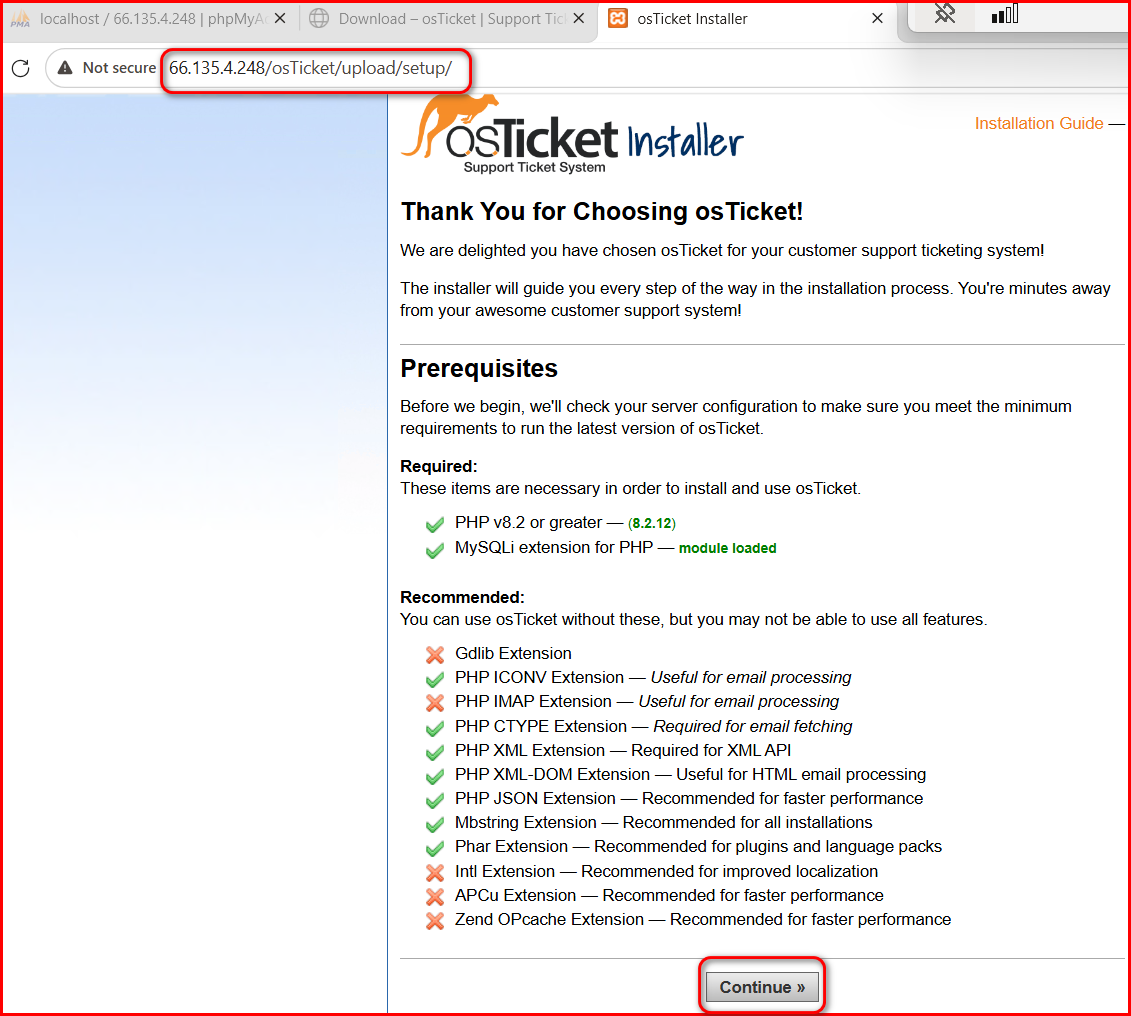 localhost / 66.135.4.248 | phpMyA
Download – osTicket | Support Tic
osTicket Installer
Not secure
66.135.4.248/osTicket/upload/setup/
osTicket Installer
Support Ticket System
Installation Guide —
Thank You for Choosing osTicket!
We are delighted you have chosen osTicket for your customer support ticketing system!
The installer will guide you every step of the way in the installation process. You're minutes away
from your awesome customer support system!
Prerequisites
Before we begin, we'll check your server configuration to make sure you meet the minimum
requirements to run the latest version of osTicket.
Required:
These items are necessary in order to install and use osTicket.
PHP v8.2 or greater — (8.2.12)
MySQLi extension for PHP — module loaded
Recommended:
You can use osTicket without these, but you may not be able to use all features.
Gdlib Extension
PHP ICONV Extension — Useful for email processing
PHP IMAP Extension — Useful for email processing
PHP CTYPE Extension — Required for email fetching
PHP XML Extension — Required for XML API
PHP XML-DOM Extension — Useful for HTML email processing
PHP JSON Extension — Recommended for faster performance
Mbstring Extension — Recommended for all installations
Phar Extension — Recommended for plugins and language packs
Intl Extension — Recommended for improved localization
APCu Extension — Recommended for faster performance
Zend OPcache Extension — Recommended for faster performance
Continue »